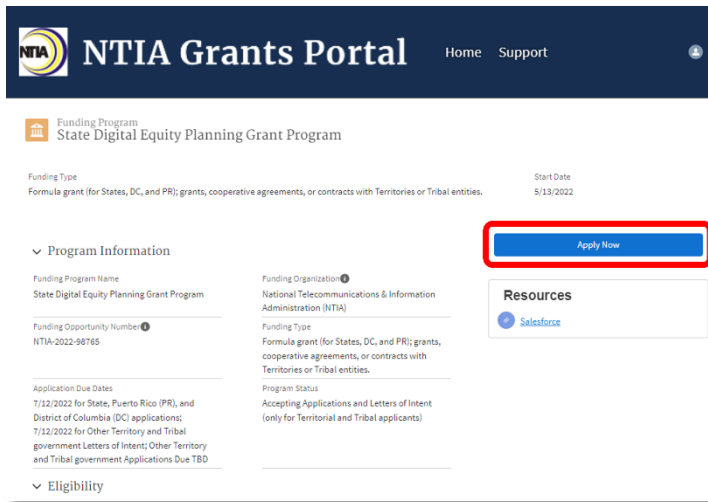 NTIA
NTIA Grants Portal
Home Support
Funding Program
State Digital Equity Planning Grant Program
Funding Type
Formula grant (for States, DC, and PR); grants, cooperative agreements, or contracts with Territories or Tribal entities.
Start Date
5/13/2022
Apply Now
Program Information
Funding Program Name
State Digital Equity Planning Grant Program
Funding Organization
National Telecommunications & Information
Administration (NTIA)
Funding Opportunity Number
NTIA-2022-98765
Funding Type
Formula grant (for States, DC, and PR); grants,
cooperative agreements, or contracts with
Territories or Tribal entities.
Application Due Dates
7/12/2022 for State, Puerto Rico (PR), and
District of Columbia (DC) applications;
7/12/2022 for Other Territory and Tribal
government Letters of Intent; Other Territory
and Tribal government Applications Due TBD
Program Status
Accepting Applications and Letters of Intent
(only for Territorial and Tribal applicants)
Eligibility
Resources
Salesforce